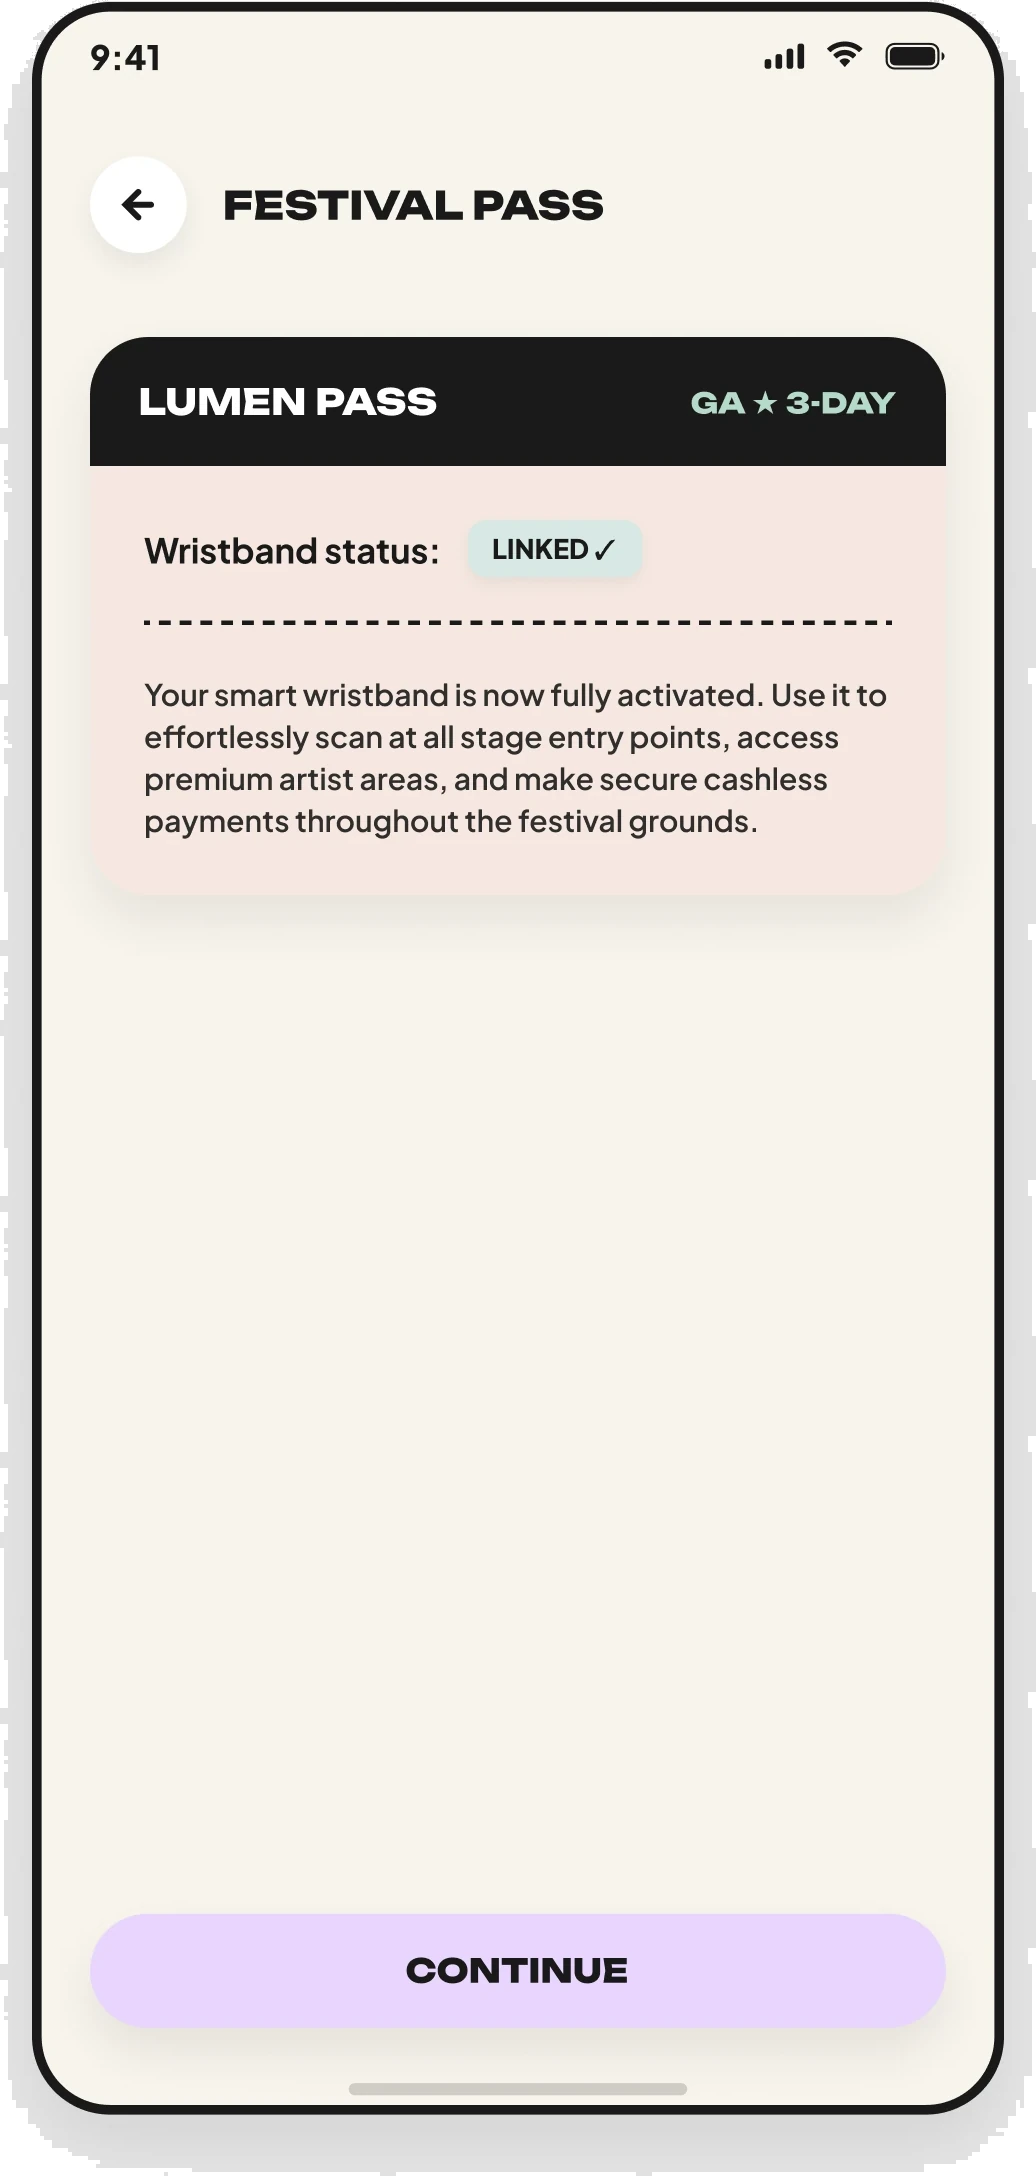 9:41
FESTIVAL PASS
LUMEN PASS
GA ★ 3-DAY
Wristband status:
LINKED ✓
Your smart wristband is now fully activated. Use it to
effortlessly scan at all stage entry points, access
premium artist areas, and make secure cashless
payments throughout the festival grounds.
CONTINUE